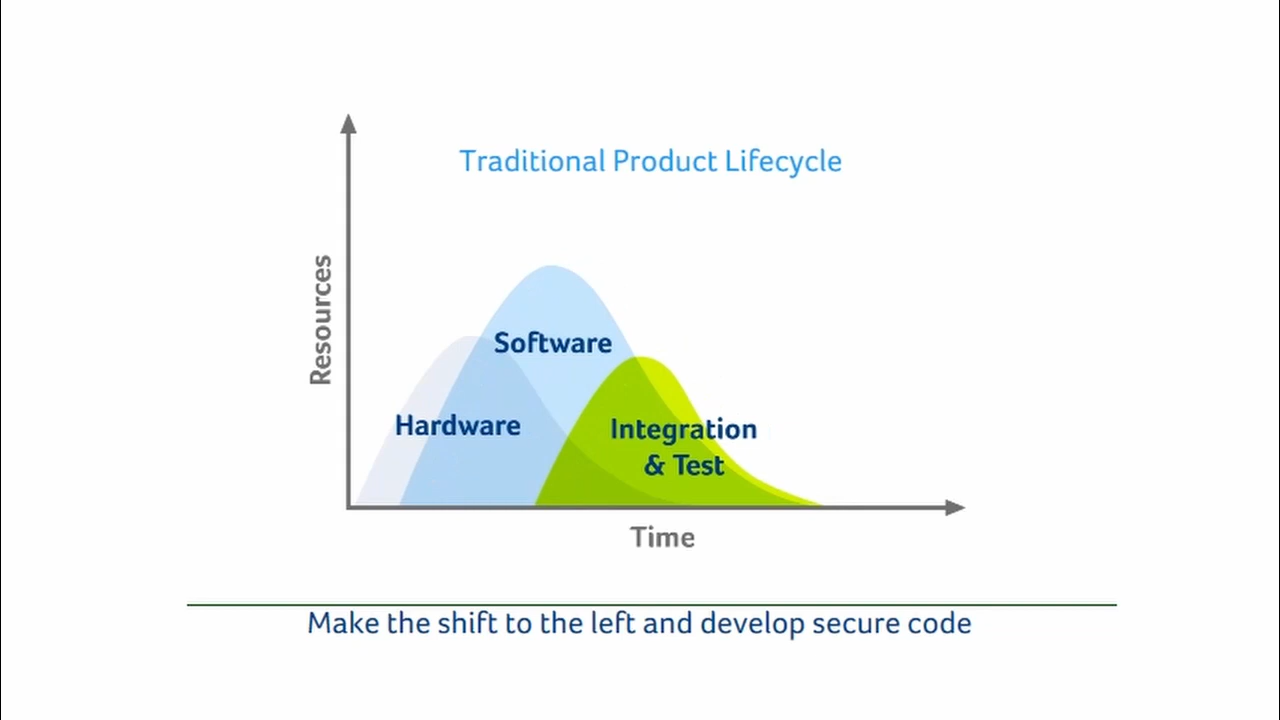 Traditional Product Lifecycle
Resources
Software
Hardware
Integration
& Test
Time
Make the shift to the left and develop secure code